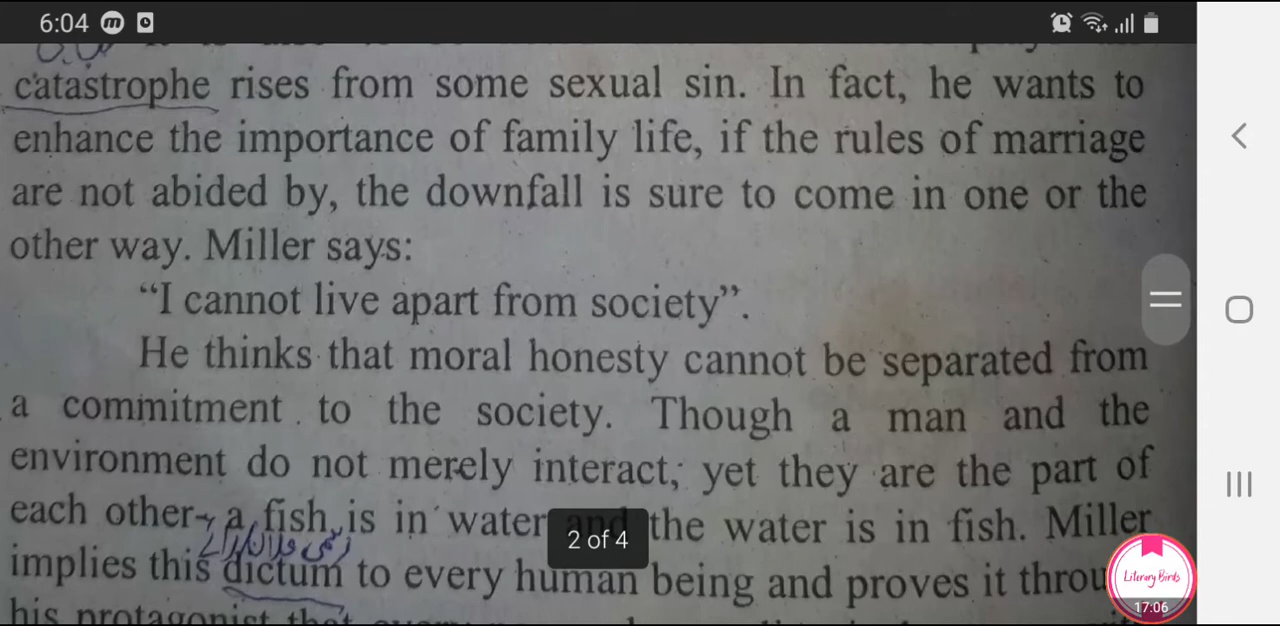 6:04
catastrophe rises from some sexual sin. In fact, he wants to
enhance the importance of family life, if the rules of marriage
are not abided by, the downfall is sure to come in one or the
other way. Miller says:
“I cannot live apart from society”.
He thinks that moral honesty cannot be separated from
a commitment to the society. Though a man and the
environment do not merely interact; yet they are the part of
each other- a fish is in water and the water is in fish. Miller
2 of 4
implies this dictum to every human being and proves it throu
his protagonist that
Literary Birds
17:06